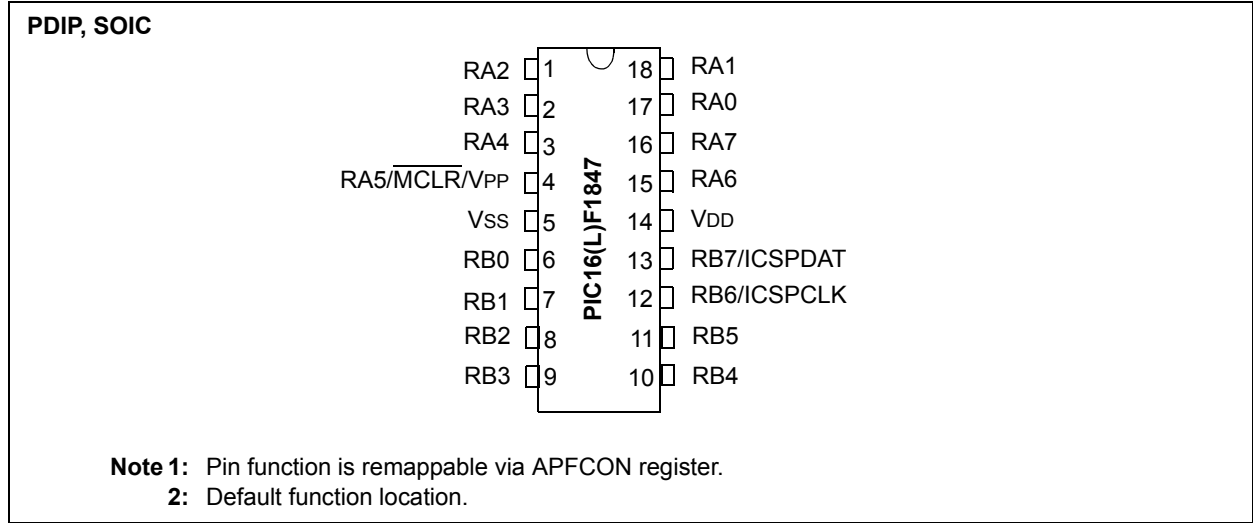 PDIP, SOIC
RA2 1 18 RA1
RA3 2 17 RA0
RA4 3 16 RA7
RA5/MCLR/VPP 4 15 RA6
VSS 5 14 VDD
RB0 6 13 RB7/ICSPDAT
RB1 7 12 RB6/ICSPCLK
RB2 8 11 RB5
RB3 9 10 RB4
PIC16(L)F1847
Note 1: Pin function is remappable via APFCON register.
2: Default function location.